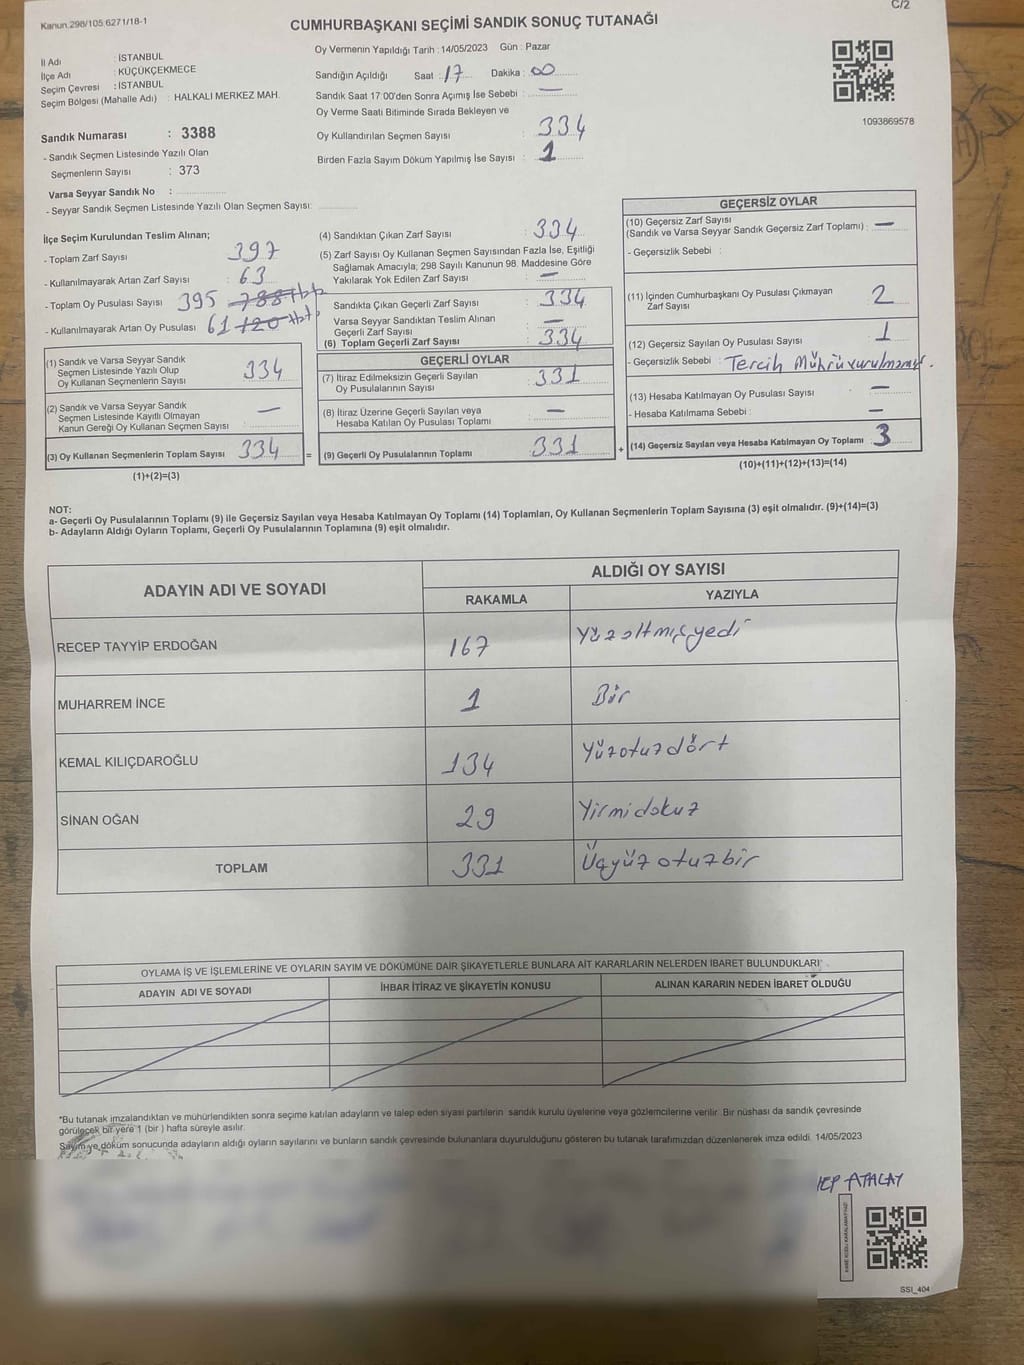 Kanun.298/105.6271/18-1
C/2
CUMHURBAŞKANI SEÇİMİ SANDIK SONUÇ TUTANAĞI
İl Adı : İSTANBUL
İlçe Adı : KÜÇÜKÇEKMECE
Seçim Çevresi : İSTANBUL
Seçim Bölgesi (Mahalle Adı) : HALKALI MERKEZ MAH.
Sandık Numarası : 3388
- Sandık Seçmen Listesinde Yazılı Olan
Seçmenlerin Sayısı : 373
Varsa Seyyar Sandık No :
- Seyyar Sandık Seçmen Listesinde Yazılı Olan Seçmen Sayısı:
Oy Vermenin Yapıldığı Tarih : 14/05/2023 Gün : Pazar
Sandığın Açıldığı Saat : 17 Dakika : 00
Sandık Saat 17:00'den Sonra Açımış İse Sebebi : —
Oy Verme Saati Bitiminde Sırada Bekleyen ve
Oy Kullandırılan Seçmen Sayısı : 334
Birden Fazla Sayım Döküm Yapılmış İse Sayısı : 1
1093869578
İlçe Seçim Kurulundan Teslim Alınan;
- Toplam Zarf Sayısı 397
- Kullanılmayarak Artan Zarf Sayısı : 63
- Toplam Oy Pusulası Sayısı 395 788
- Kullanılmayarak Artan Oy Pusulası : 61 120
(1) Sandık ve Varsa Seyyar Sandık
Seçmen Listesinde Yazılı Olup
Oy Kullanan Seçmenlerin Sayısı 334
(2) Sandık ve Varsa Seyyar Sandık
Seçmen Listesinde Kayıtlı Olmayan
Kanun Gereği Oy Kullanan Seçmen Sayısı : —
(3) Oy Kullanan Seçmenlerin Toplam Sayısı 334 =
(1)+(2)=(3)
(4) Sandıktan Çıkan Zarf Sayısı : 334
(5) Zarf Sayısı Oy Kullanan Seçmen Sayısından Fazla İse, Eşitliği
Sağlamak Amacıyla; 298 Sayılı Kanunun 98. Maddesine Göre
Yakılarak Yok Edilen Zarf Sayısı : —
Sandıkta Çıkan Geçerli Zarf Sayısı : 334
Varsa Seyyar Sandıktan Teslim Alınan
Geçerli Zarf Sayısı : —
(6) Toplam Geçerli Zarf Sayısı : 334
GEÇERLİ OYLAR
(7) İtiraz Edilmeksizin Geçerli Sayılan
Oy Pusulalarının Sayısı : 331
(8) İtiraz Üzerine Geçerli Sayılan veya
Hesaba Katılan Oy Pusulası Toplamı : —
(9) Geçerli Oy Pusulalarının Toplamı : 331 +
GEÇERSİZ OYLAR
(10) Geçersiz Zarf Sayısı
(Sandık ve Varsa Seyyar Sandık Geçersiz Zarf Toplamı) : —
- Geçersizlik Sebebi :
(11) İçinden Cumhurbaşkanı Oy Pusulası Çıkmayan
Zarf Sayısı : 2
(12) Geçersiz Sayılan Oy Pusulası Sayısı : 1
- Geçersizlik Sebebi : Tercih Mührü vurulmamış.
(13) Hesaba Katılmayan Oy Pusulası Sayısı : —
- Hesaba Katılmama Sebebi : —
(14) Geçersiz Sayılan veya Hesaba Katılmayan Oy Toplamı : 3
(10)+(11)+(12)+(13)=(14)
NOT:
a- Geçerli Oy Pusulalarının Toplamı (9) ile Geçersiz Sayılan veya Hesaba Katılmayan Oy Toplamı (14) Toplamları, Oy Kullanan Seçmenlerin Toplam Sayısına (3) eşit olmalıdır. (9)+(14)=(3)
b- Adayların Aldığı Oyların Toplamı, Geçerli Oy Pusulalarının Toplamına (9) eşit olmalıdır.
ADAYIN ADI VE SOYADI
ALDIĞI OY SAYISI
RAKAMLA YAZIYLA
RECEP TAYYİP ERDOĞAN 167 Yüzaltmışyedi
MUHARREM İNCE 1 Bir
KEMAL KILIÇDAROĞLU 134 Yüzotuzdört
SİNAN OĞAN 29 Yirmidokuz
TOPLAM 331 Üçyüzotuzbir
OYLAMA İŞ VE İŞLEMLERİNE VE OYLARIN SAYIM VE DÖKÜMÜNE DAİR ŞİKAYETLERLE BUNLARA AİT KARARLARIN NELERDEN İBARET BULUNDUKLARI*
ADAYIN ADI VE SOYADI İHBAR İTİRAZ VE ŞİKAYETİN KONUSU ALINAN KARARIN NEDEN İBARET OLDUĞU
*Bu tutanak imzalandıktan ve mühürlendikten sonra seçime katılan adayların ve talep eden siyasi partilerin sandık kurulu üyelerine veya gözlemcilerine verilir. Bir nüshası da sandık çevresinde
görülecek bir yere 1 (bir) hafta süreyle asılır.
Sayım ve döküm sonucunda adayların aldığı oyların sayılarını ve bunların sandık çevresinde bulunanlara duyurulduğunu gösteren bu tutanak tarafımızdan düzenlenerek imza edildi. 14/05/2023
ATALAY
SSI_404